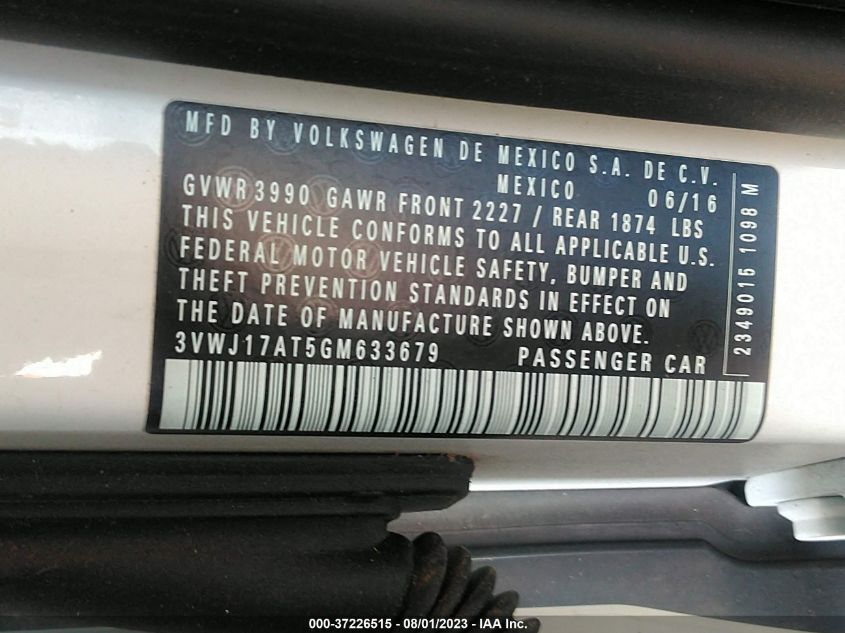 MFD BY VOLKSWAGEN DE MEXICO S.A. DE C.V.
MEXICO 06/16
GVWR 3990 GAWR FRONT 2227 / REAR 1874 LBS
THIS VEHICLE CONFORMS TO ALL APPLICABLE U.S.
FEDERAL MOTOR VEHICLE SAFETY, BUMPER AND
THEFT PREVENTION STANDARDS IN EFFECT ON
THE DATE OF MANUFACTURE SHOWN ABOVE.
3VWJ17AT5GM633679 PASSENGER CAR
2349015 1098 M
000-37226515 - 08/01/2023 - IAA Inc.